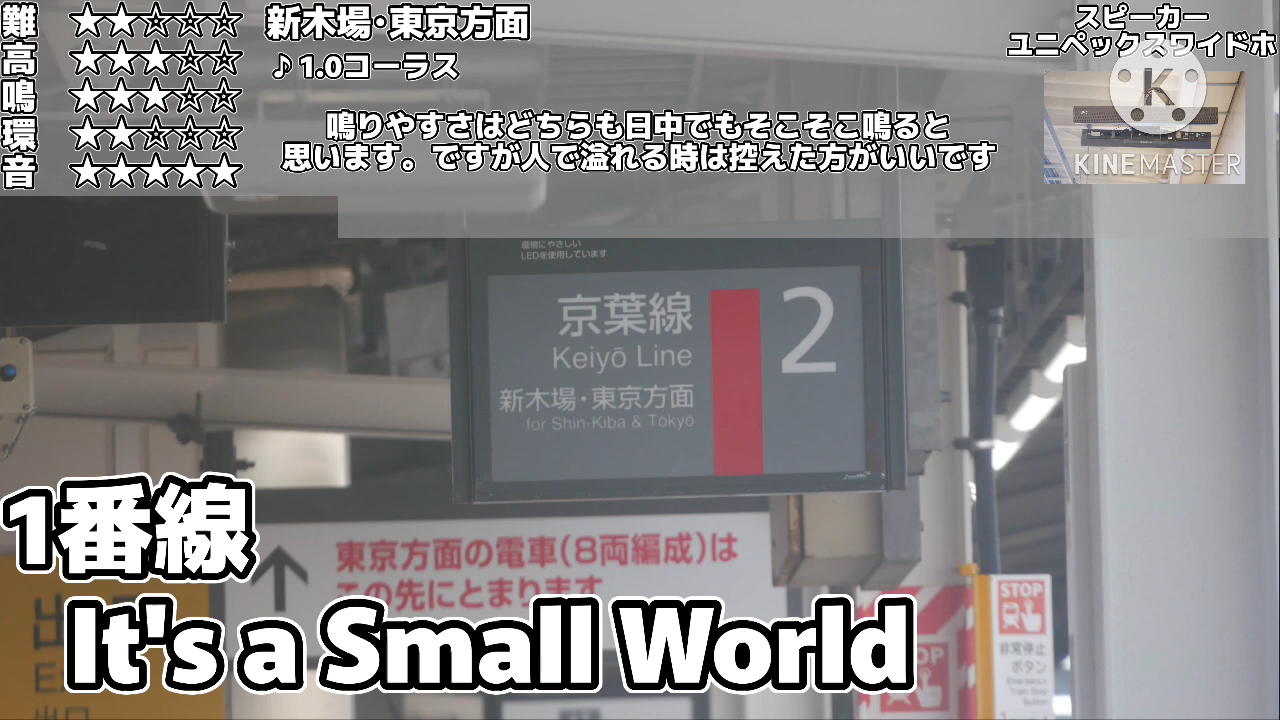 難 ★★☆☆☆
高 ★★★☆☆
鳴 ★★★☆☆
環 ★★☆☆☆
音 ★★★★★
新木場･東京方面
♪1.0コーラス
鳴りやすさはどちらも日中でもそこそこ鳴ると
思います。ですが人で溢れる時は控えた方がいいです
スピーカー
ユニペックスワイドホ
K
KINEMASTER
環境にやさしい
LEDを使用しています
京葉線
Keiyō Line
新木場・東京方面
for Shin-Kiba & Tōkyō
2
東京方面の電車(8両編成)は
この先にとまります
1番線
It's a Small World
STOP
非常停止
ボタン
Emergency
Train Stop
Button
出口